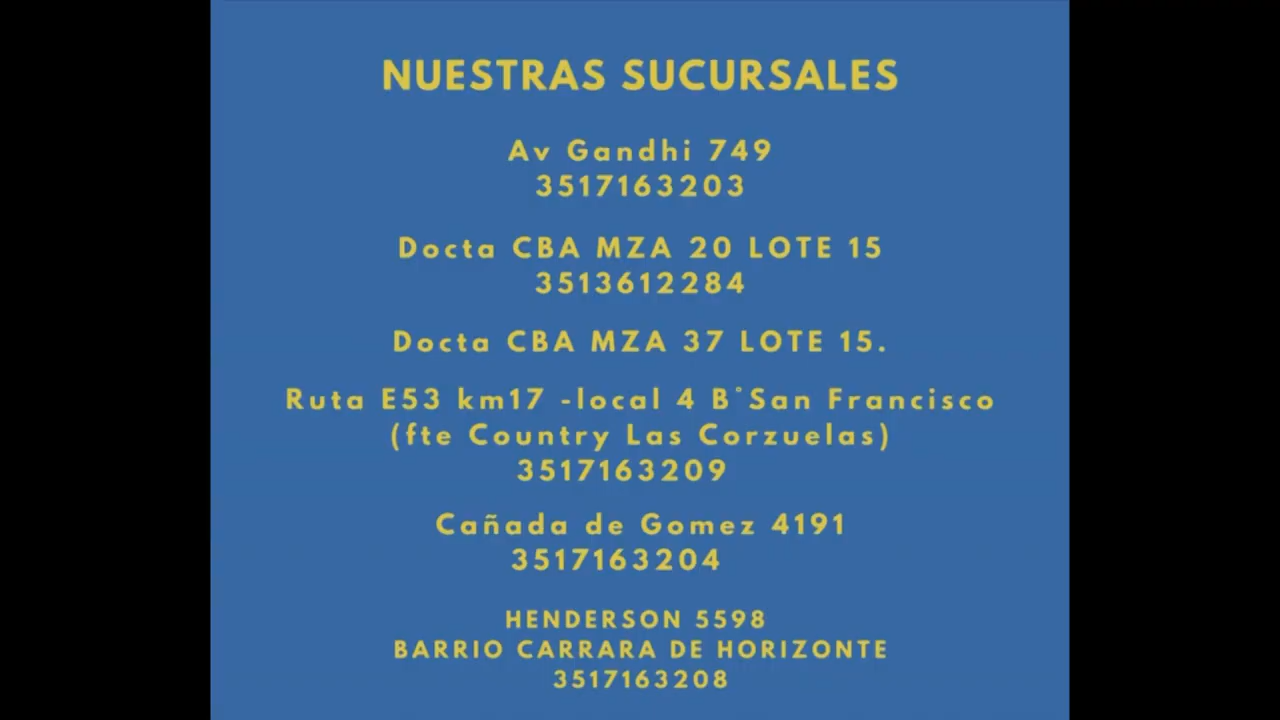 NUESTRAS SUCURSALES
Av Gandhi 749
3517163203
Docta CBA MZA 20 LOTE 15
3513612284
Docta CBA MZA 37 LOTE 15.
Ruta E53 km17 -local 4 B°San Francisco
(fte Country Las Corzuelas)
3517163209
Cañada de Gomez 4191
3517163204
HENDERSON 5598
BARRIO CARRARA DE HORIZONTE
3517163208